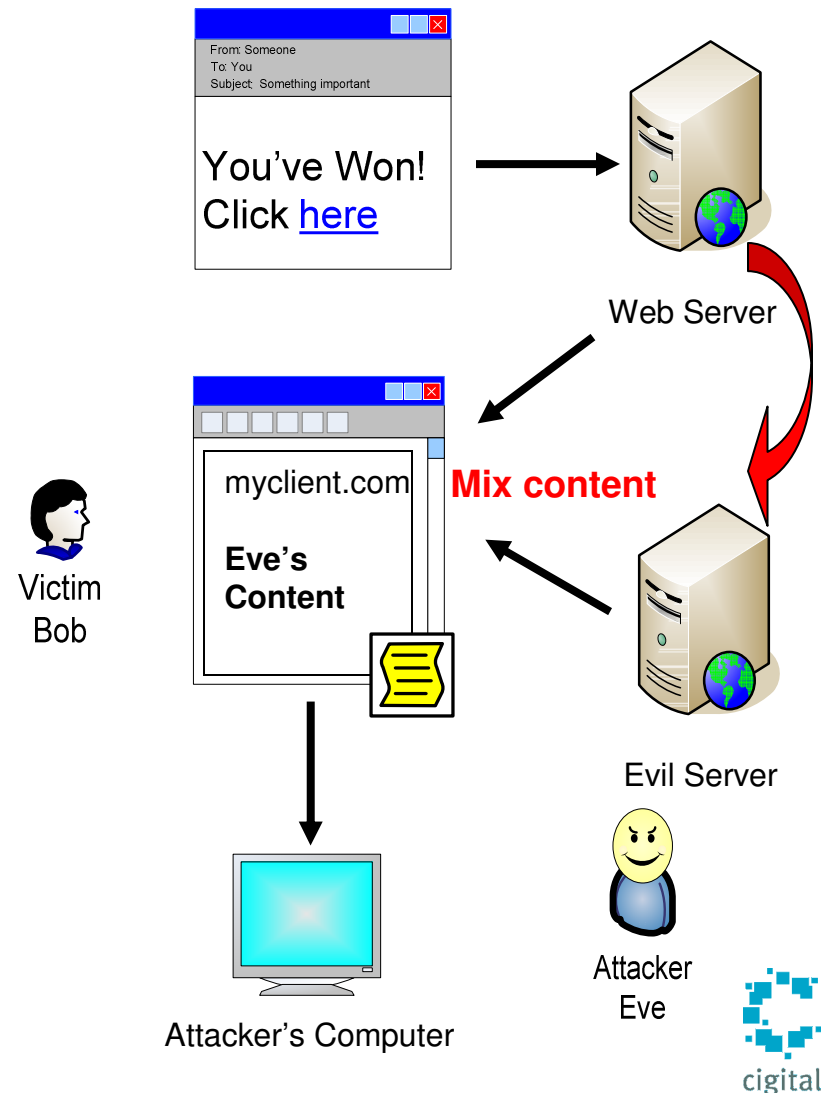 From: Someone
To: You
Subject; Something important
You've Won!
Click here
Web Server
myclient.com
Mix content
Eve's
Content
Victim
Bob
Evil Server
Attacker's Computer
Attacker
Eve
cigital